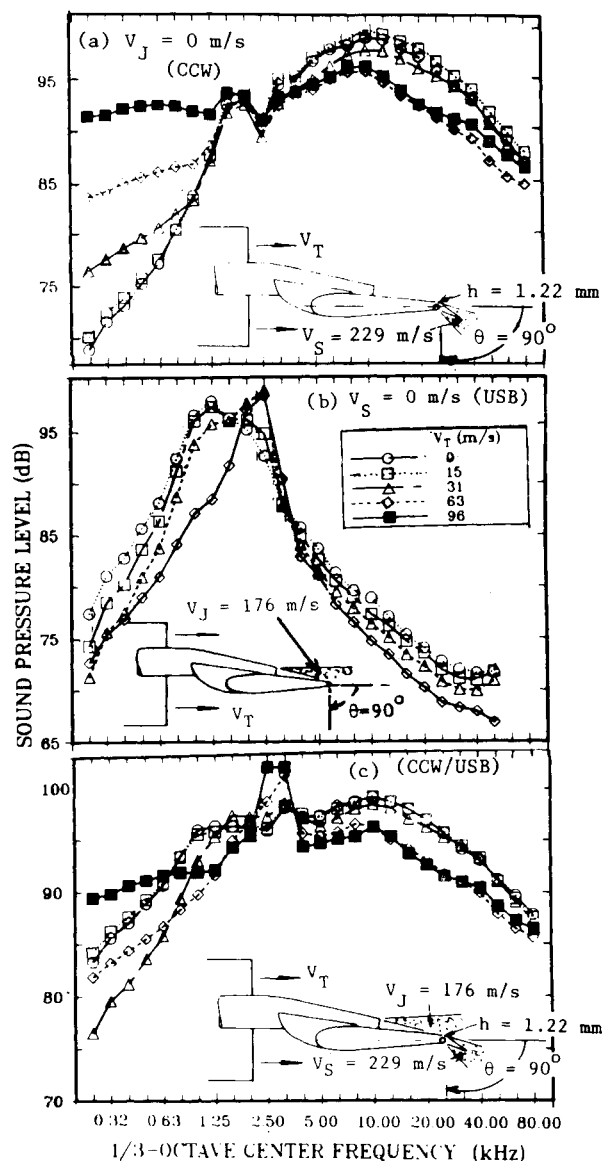 (a) V_J = 0 m/s
(CCW)
95
85
75
V_T
h = 1.22 mm
V_S = 229 m/s
θ = 90°
(b) V_S = 0 m/s (USB)
95
85
75
65
V_T (m/s)
0
15
31
63
96
V_J = 176 m/s
V_T
θ=90°
SOUND PRESSURE LEVEL (dB)
(c) (CCW/USB)
100
90
80
70
V_T
V_J = 176 m/s
h = 1.22 mm
V_S = 229 m/s
θ = 90°
0.32 0.63 1.25 2.50 5.00 10.00 20.00 40.00 80.00
1/3-OCTAVE CENTER FREQUENCY (kHz)